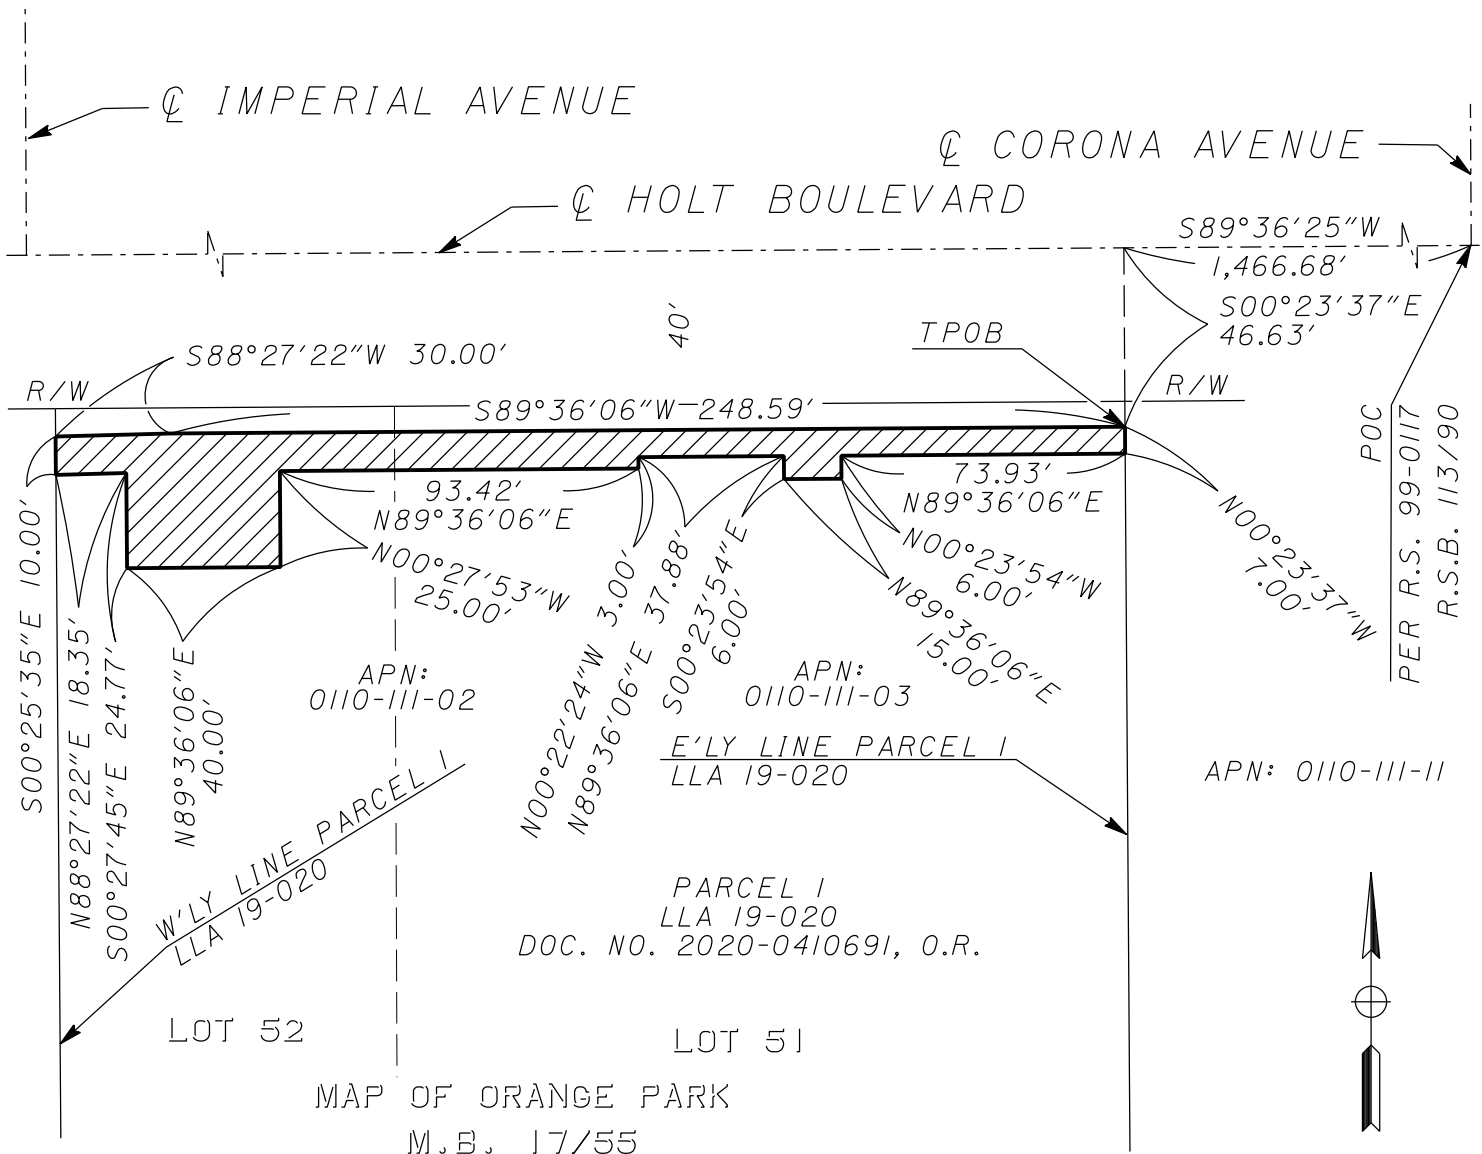 ℄ IMPERIAL AVENUE
℄ CORONA AVENUE
℄ HOLT BOULEVARD
S89°36'25"W
1,466.68'
S00°23'37"E
46.63'
40'
TPOB
S88°27'22"W 30.00'
R/W
R/W
S89°36'06"W 248.59'
POC
PER R.S. 99-0117
R.S.B. 113/90
93.42'
N89°36'06"E
73.93'
N89°36'06"E
N00°27'53"W
25.00'
N00°23'54"W
6.00'
N00°23'37"W
7.00'
N89°36'06"E
15.00'
S00°25'35"E 10.00'
N88°27'22"E 18.35'
S00°27'45"E 24.77'
N89°36'06"E
40.00'
N00°22'24"W 3.00'
N89°36'06"E 37.88'
S00°23'54"E
6.00'
APN:
0110-111-02
APN:
0110-111-03
E'LY LINE PARCEL 1
LLA 19-020
APN: 0110-111-11
W'LY LINE PARCEL 1
LLA 19-020
PARCEL 1
LLA 19-020
DOC. NO. 2020-0410691, O.R.
LOT 52
LOT 51
MAP OF ORANGE PARK
M.B. 17/55